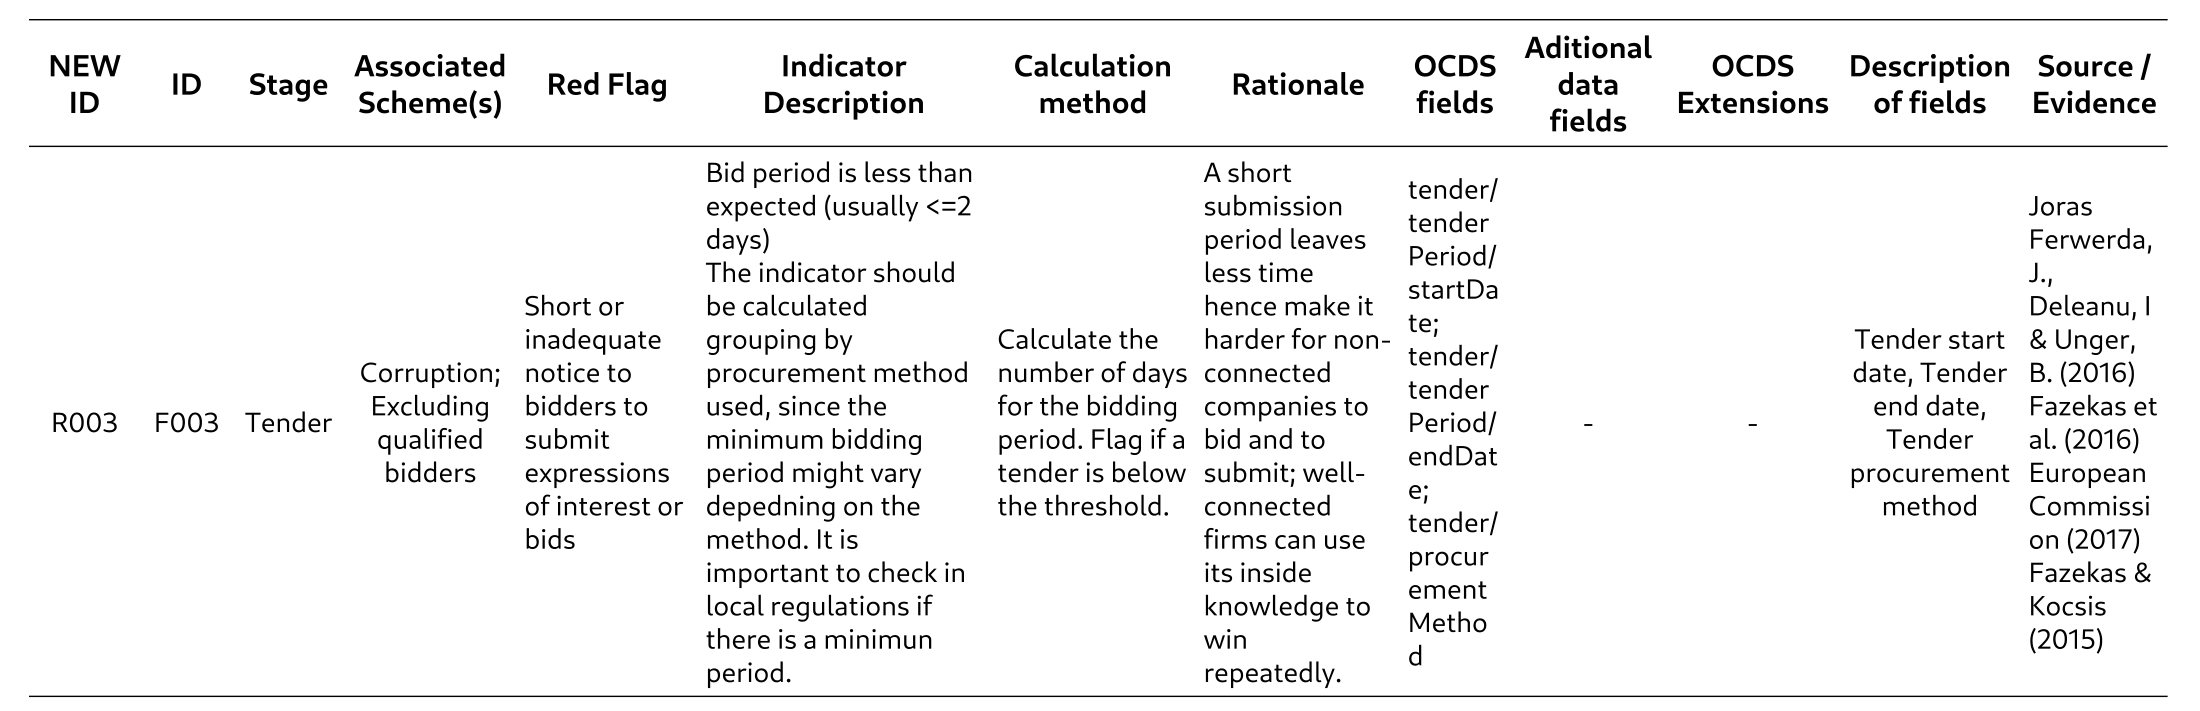 NEW
ID
ID
Stage
Associated
Scheme(s)
Red Flag
Indicator
Description
Calculation
method
Rationale
OCDS
fields
Aditional
data
fields
OCDS
Extensions
Description
of fields
Source /
Evidence
R003
F003
Tender
Corruption;
Excluding
qualified
bidders
Short or
inadequate
notice to
bidders to
submit
expressions
of interest or
bids
Bid period is less than
expected (usually <=2
days)
The indicator should
be calculated
grouping by
procurement method
used, since the
minimum bidding
period might vary
depedning on the
method. It is
important to check in
local regulations if
there is a minimun
period.
Calculate the
number of days
for the bidding
period. Flag if a
tender is below
the threshold.
A short
submission
period leaves
less time
hence make it
harder for non-
connected
companies to
bid and to
submit; well-
connected
firms can use
its inside
knowledge to
win
repeatedly.
tender/
tender
Period/
startDa
te;
tender/
tender
Period/
endDat
e;
tender/
procur
ement
Metho
d
-
-
Tender start
date, Tender
end date,
Tender
procurement
method
Joras
Ferwerda,
J.,
Deleanu, I
& Unger,
B. (2016)
Fazekas et
al. (2016)
European
Commissi
on (2017)
Fazekas &
Kocsis
(2015)